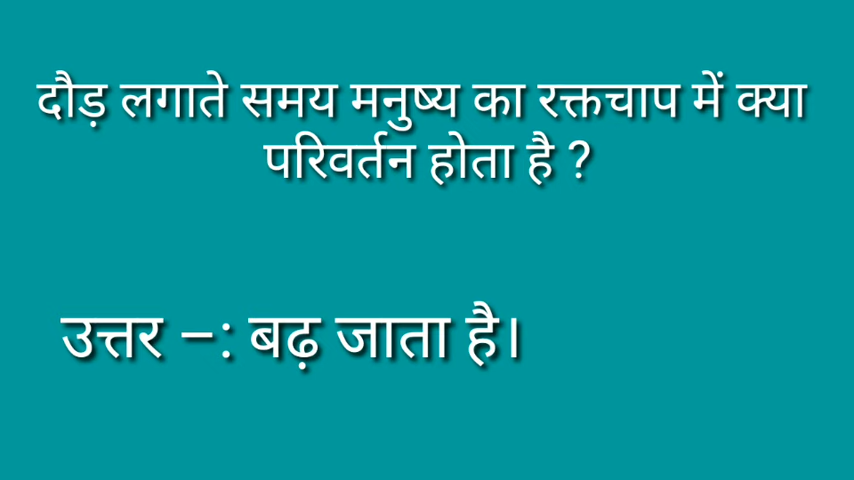 दौड़ लगाते समय मनुष्य का रक्तचाप में क्या
परिवर्तन होता है ?
उत्तर –: बढ़ जाता है।